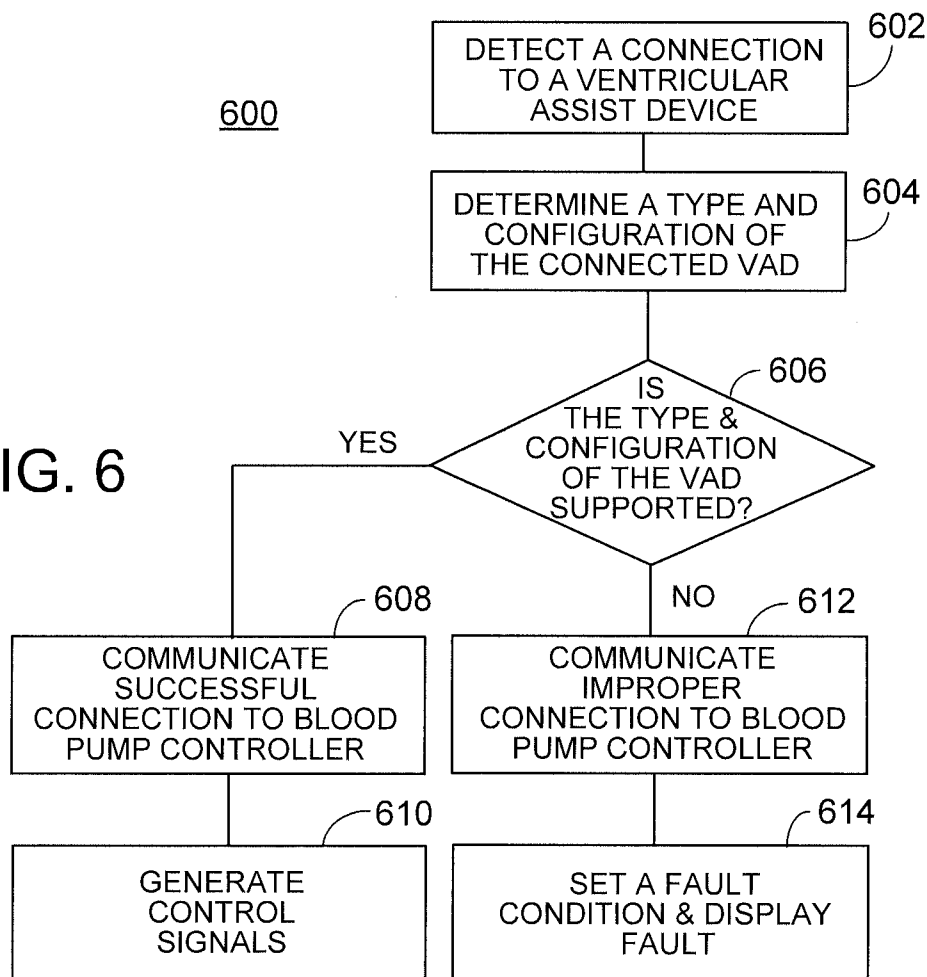 602
DETECT A CONNECTION
TO A VENTRICULAR
ASSIST DEVICE
600
604
DETERMINE A TYPE AND
CONFIGURATION OF
THE CONNECTED VAD
606
IS
THE TYPE &
CONFIGURATION
OF THE VAD
SUPPORTED?
YES
IG. 6
NO
608
COMMUNICATE
SUCCESSFUL
CONNECTION TO BLOOD
PUMP CONTROLLER
612
COMMUNICATE
IMPROPER
CONNECTION TO BLOOD
PUMP CONTROLLER
610
GENERATE
CONTROL
SIGNALS
614
SET A FAULT
CONDITION & DISPLAY
FAULT